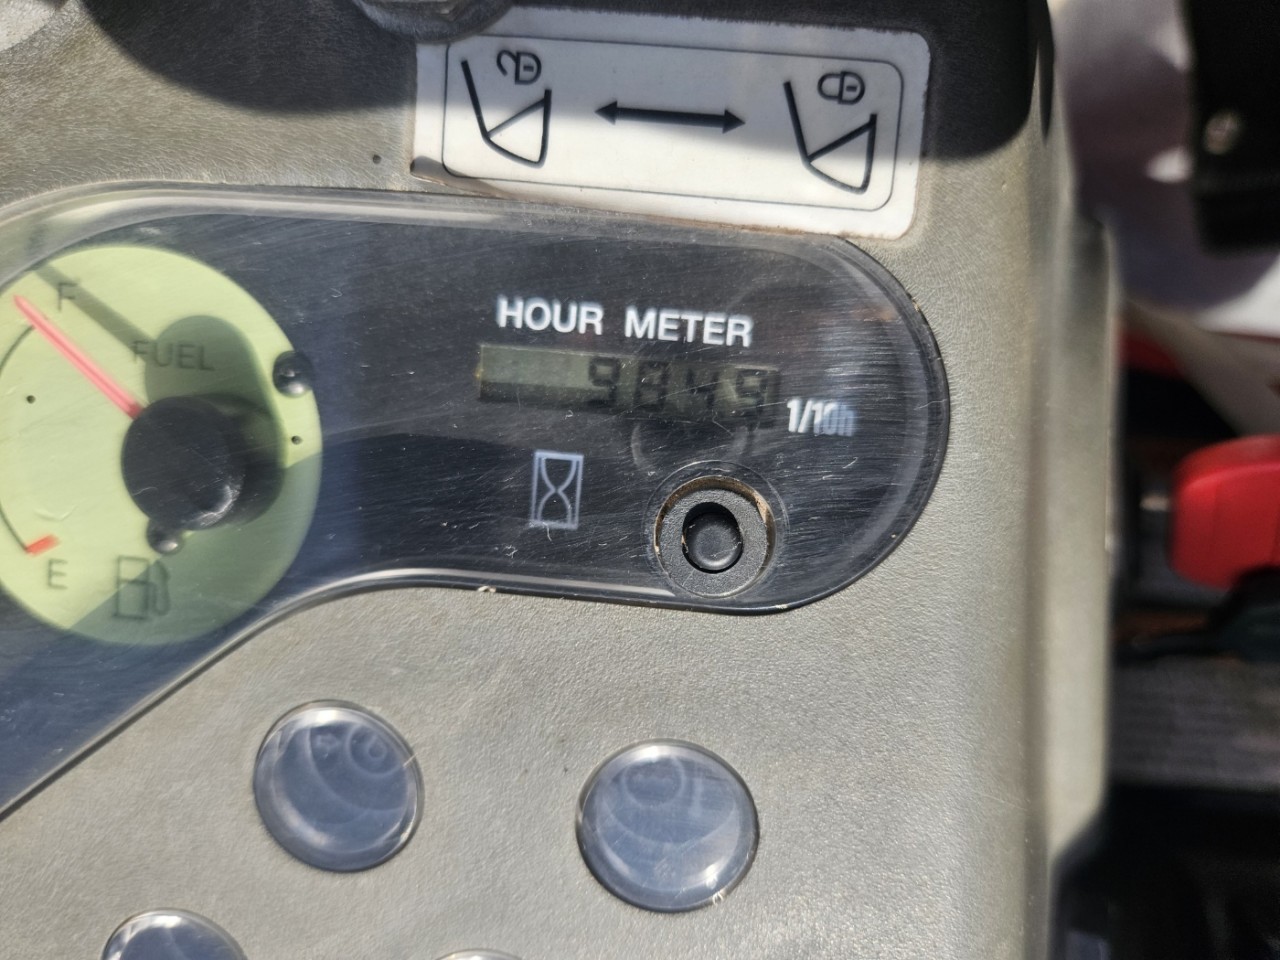 F
FUEL
HOUR METER
9849
1/10h
E